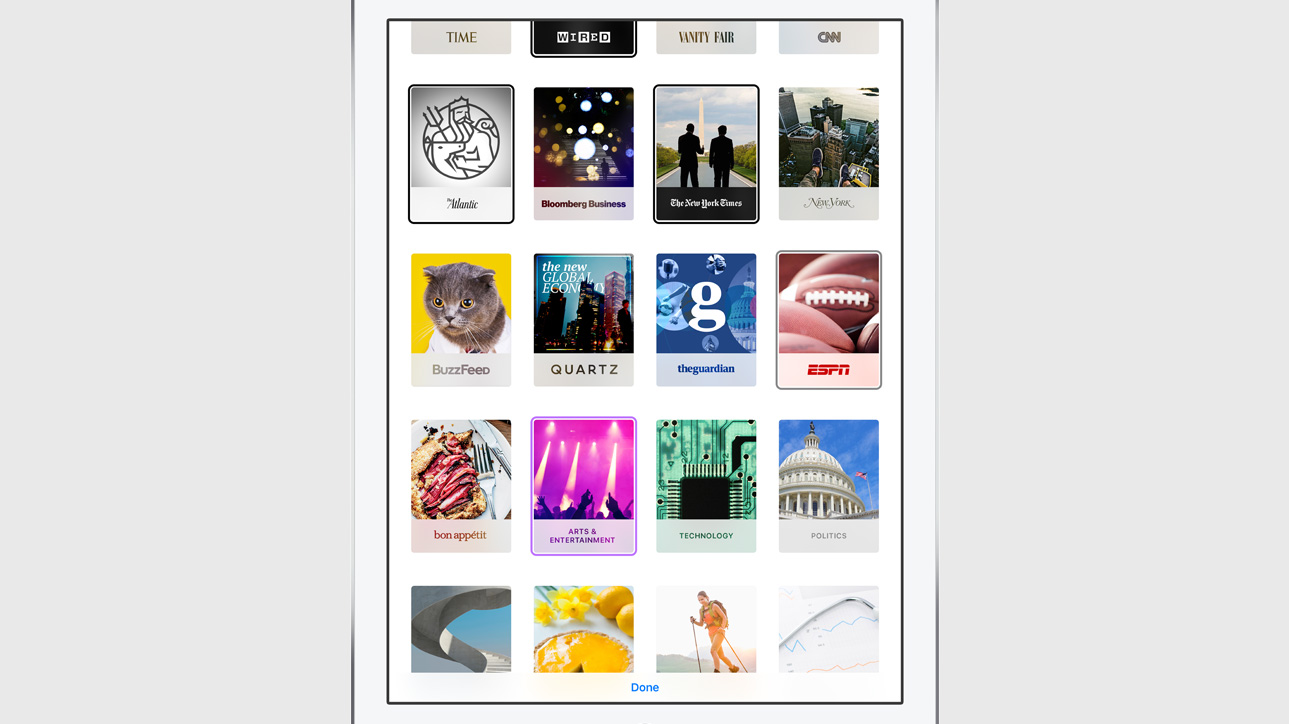 TIME
WIRED
VANITY FAIR
CNN
The Atlantic
Bloomberg Business
The New York Times
NEW YORK
BuzzFeed
the new
GLOBAL
ECONOMY
QUARTZ
g
theguardian
ESPN
bon appétit
ARTS &
ENTERTAINMENT
TECHNOLOGY
POLITICS
Done